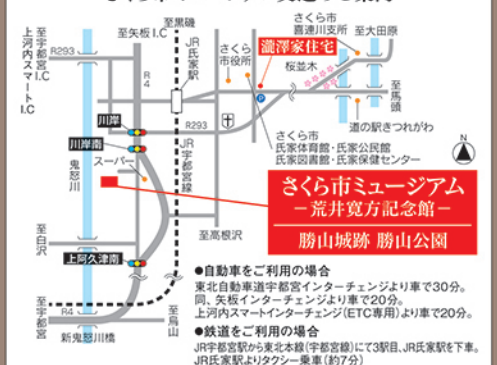 至黒磯
至宇都宮I.C
上河内スマートI.C
R293
至矢板I.C
R4
JR氏家駅
さくら市役所
瀧澤家住宅
さくら市喜連川支所
至大田原
桜並木
至馬頭
道の駅きつれがわ
川岸
R293
川岸南
スーパー
鬼怒川
JR宇都宮線
さくら市
氏家体育館・氏家公民館
氏家図書館・氏家保健センター
N
さくら市ミュージアム
－荒井寛方記念館－
勝山城跡 勝山公園
至白沢
至高根沢
上阿久津南
至宇都宮
R4
新鬼怒川橋
至烏山
●自動車をご利用の場合
東北自動車道宇都宮インターチェンジより車で30分。
同、矢板インターチェンジより車で20分。
上河内スマートインターチェンジ(ETC専用)より車で20分。
●鉄道をご利用の場合
JR宇都宮駅から東北本線(宇都宮線)にて3駅目、JR氏家駅を下車。
JR氏家駅よりタクシー乗車(約7分)